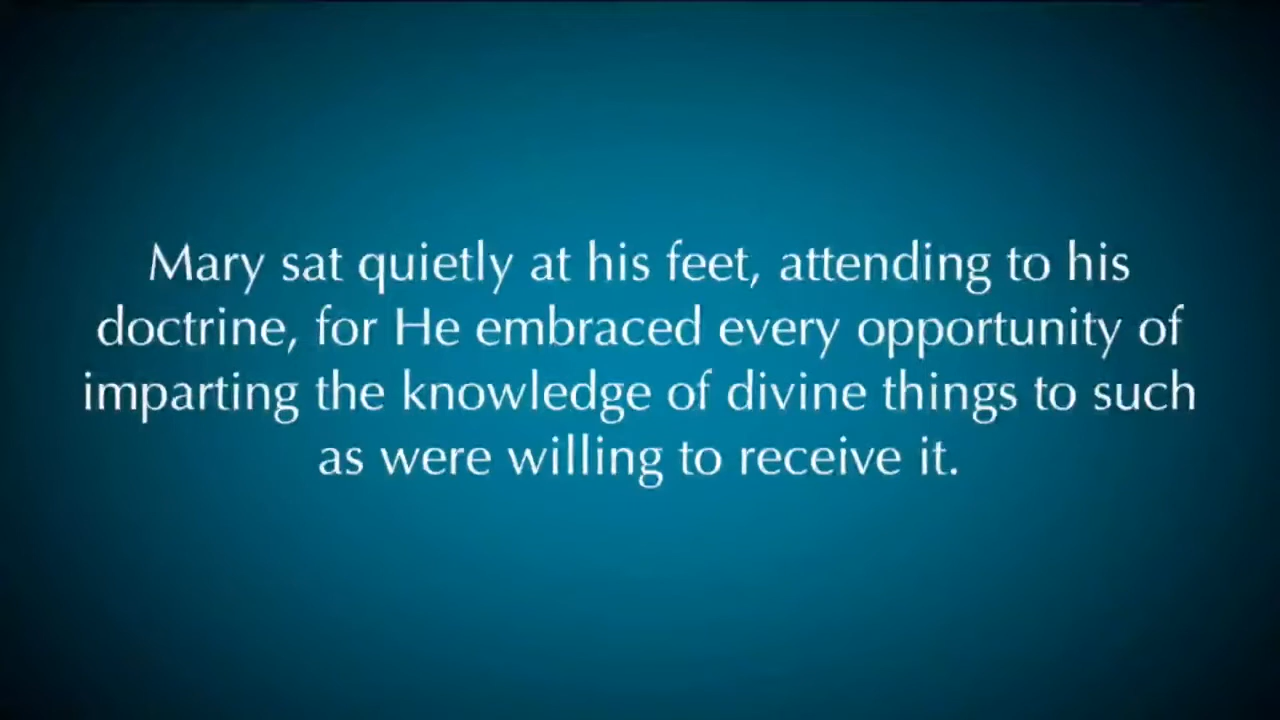 Mary sat quietly at his feet, attending to his
doctrine, for He embraced every opportunity of
imparting the knowledge of divine things to such
as were willing to receive it.